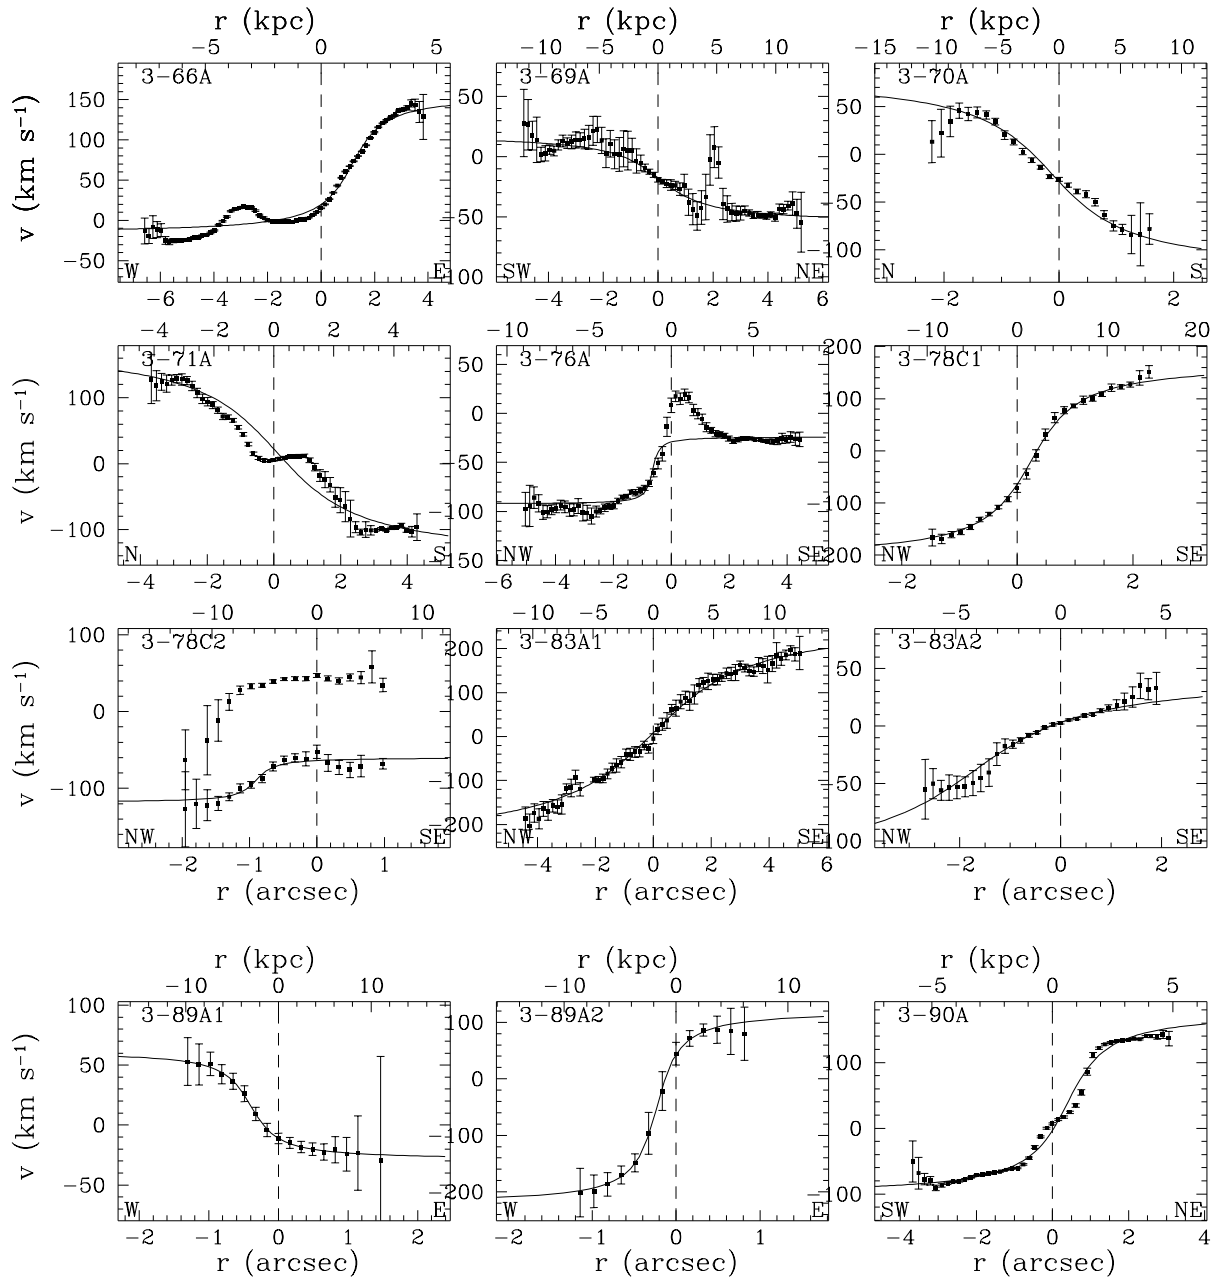 r (kpc) r (kpc) r (kpc)
−5 0 5 −10 −5 0 5 10 −15 −10 −5 0 5 10
v (km s⁻¹)
3−66A 3−69A 3−70A
150 50 50
100 0 0
50 −50 −50
0 −100 −100
−50
W E SW NE N S
−6 −4 −2 0 2 4 −4 −2 0 2 4 6 −2 0 2
−4 −2 0 2 4 −10 −5 0 5 −10 0 10 20
v (km s⁻¹)
3−71A 3−76A 3−78C1
100 50 200
0 0 100
−100 −50 0
−100 −100
−150 −200
N S NW SE NW SE
−4 −2 0 2 4 −6 −4 −2 0 2 4 −2 0 2
−10 0 10 −10 −5 0 5 10 −5 0 5
v (km s⁻¹)
3−78C2 3−83A1 3−83A2
100 200 50
0 100 0
−100 0 −50
−100 −100
−200
NW SE NW SE NW SE
−2 −1 0 1 −4 −2 0 2 4 6 −2 0 2
r (arcsec) r (arcsec) r (arcsec)
r (kpc) r (kpc) r (kpc)
−10 0 10 −10 0 10 −5 0 5
v (km s⁻¹)
3−89A1 3−89A2 3−90A
100 100 100
50 0 0
0 −100 −100
−50 −200
W E W E SW NE
−2 −1 0 1 2 −2 −1 0 1 −4 −2 0 2 4
r (arcsec) r (arcsec) r (arcsec)